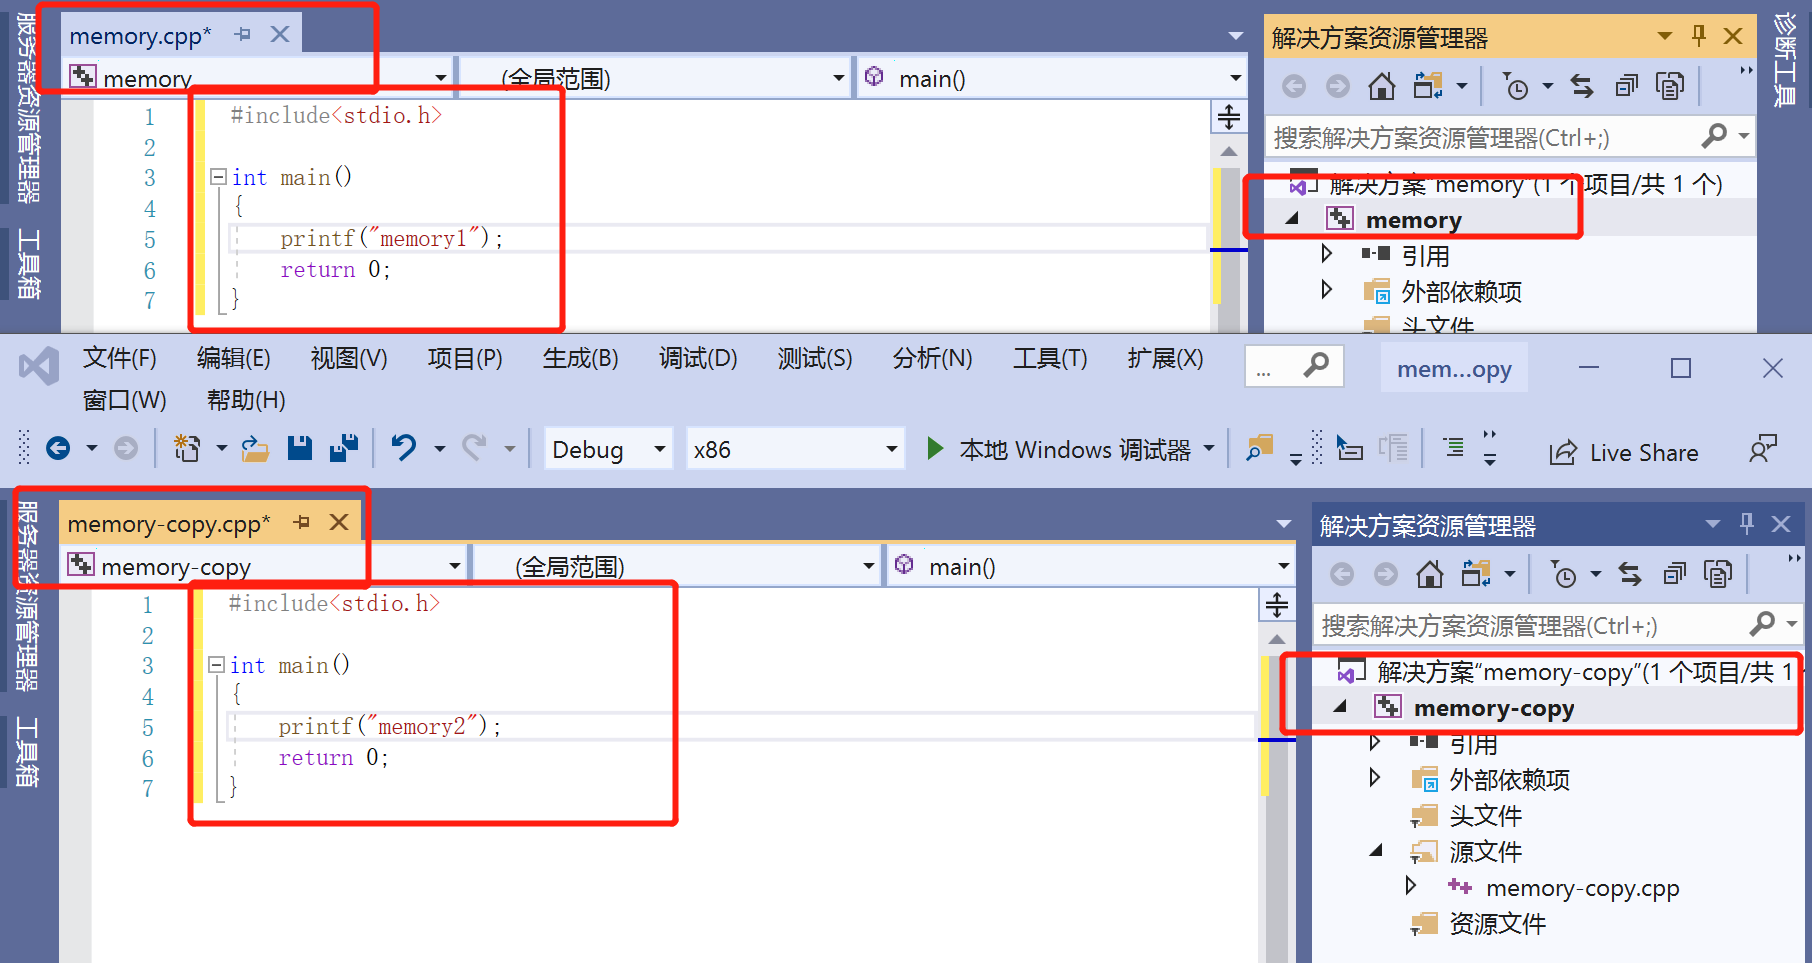 服务器资源管理器
工具箱
memory.cpp*
memory
(全局范围)
main()
1 #include<stdio.h>
2
3 int main()
4 {
5 printf("memory1");
6 return 0;
7 }
解决方案资源管理器
搜索解决方案资源管理器(Ctrl+;)
解决方案"memory"(1 个项目/共 1 个)
memory
引用
外部依赖项
头文件
诊断工具
文件(F) 编辑(E) 视图(V) 项目(P) 生成(B) 调试(D) 测试(S) 分析(N) 工具(T) 扩展(X)
... mem...opy
窗口(W) 帮助(H)
Debug x86 本地 Windows 调试器 Live Share
服务器资源管理器
工具箱
memory-copy.cpp*
memory-copy
(全局范围)
main()
1 #include<stdio.h>
2
3 int main()
4 {
5 printf("memory2");
6 return 0;
7 }
解决方案资源管理器
搜索解决方案资源管理器(Ctrl+;)
解决方案“memory-copy”(1 个项目/共 1
memory-copy
引用
外部依赖项
头文件
源文件
memory-copy.cpp
资源文件